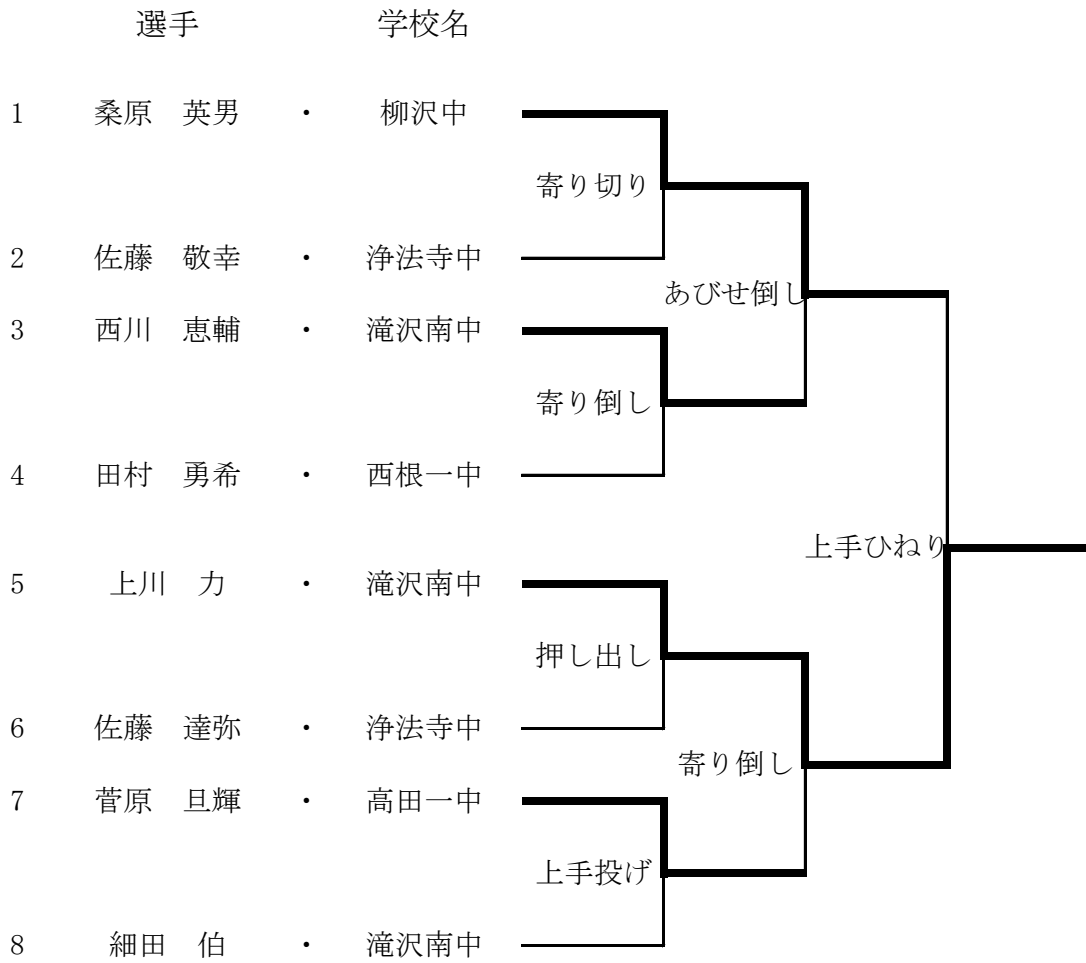 選手 学校名
1 桑原 英男 ・ 柳沢中
寄り切り
2 佐藤 敬幸 ・ 浄法寺中
あびせ倒し
3 西川 恵輔 ・ 滝沢南中
寄り倒し
4 田村 勇希 ・ 西根一中
上手ひねり
5 上川 力 ・ 滝沢南中
押し出し
6 佐藤 達弥 ・ 浄法寺中
寄り倒し
7 菅原 旦輝 ・ 高田一中
上手投げ
8 細田 伯 ・ 滝沢南中